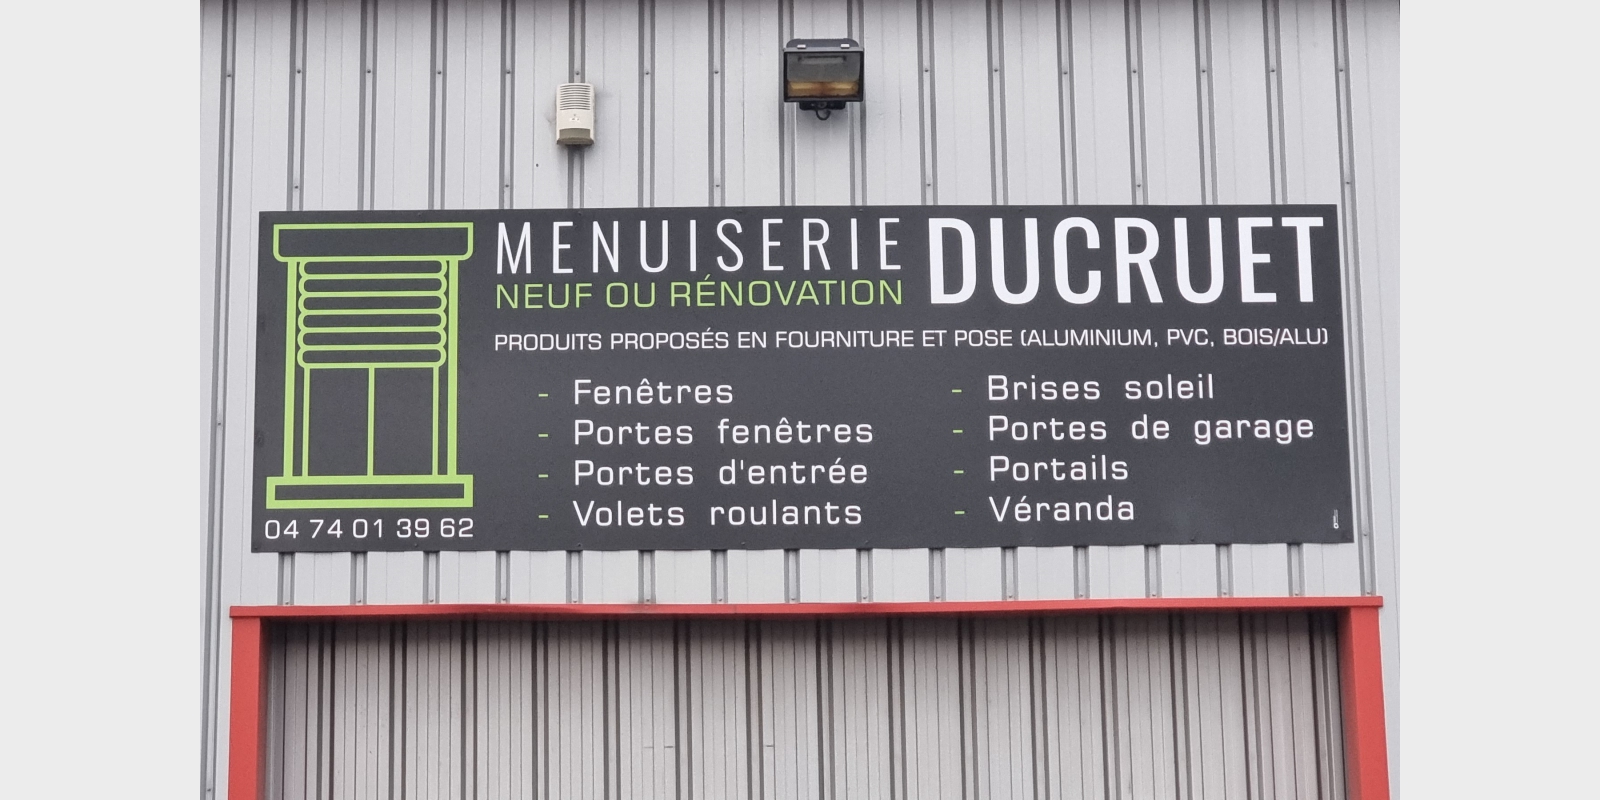 MENUISERIE DUCRUET
NEUF OU RÉNOVATION
PRODUITS PROPOSÉS EN FOURNITURE ET POSE (ALUMINIUM, PVC, BOIS/ALU)
- Fenêtres
- Portes fenêtres
- Portes d'entrée
- Volets roulants
- Brises soleil
- Portes de garage
- Portails
- Véranda
04 74 01 39 62